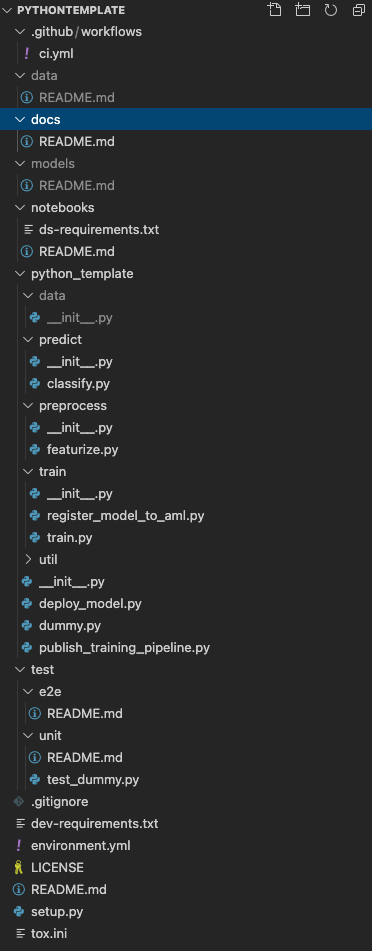 PYTHONTEMPLATE
.github/workflows
! ci.yml
data
README.md
docs
README.md
models
README.md
notebooks
ds-requirements.txt
README.md
python_template
data
__init__.py
predict
__init__.py
classify.py
preprocess
__init__.py
featurize.py
train
__init__.py
register_model_to_aml.py
train.py
util
__init__.py
deploy_model.py
dummy.py
publish_training_pipeline.py
test
e2e
README.md
unit
README.md
test_dummy.py
.gitignore
dev-requirements.txt
! environment.yml
LICENSE
README.md
setup.py
tox.ini